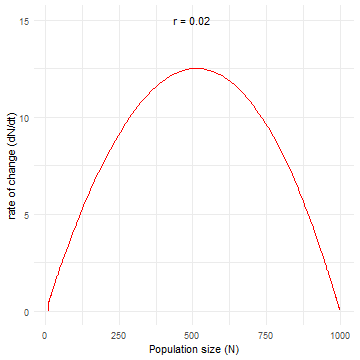 r = 0.02
15
10
5
0
0 250 500 750 1000
Population size (N)
rate of change (dN/dt)